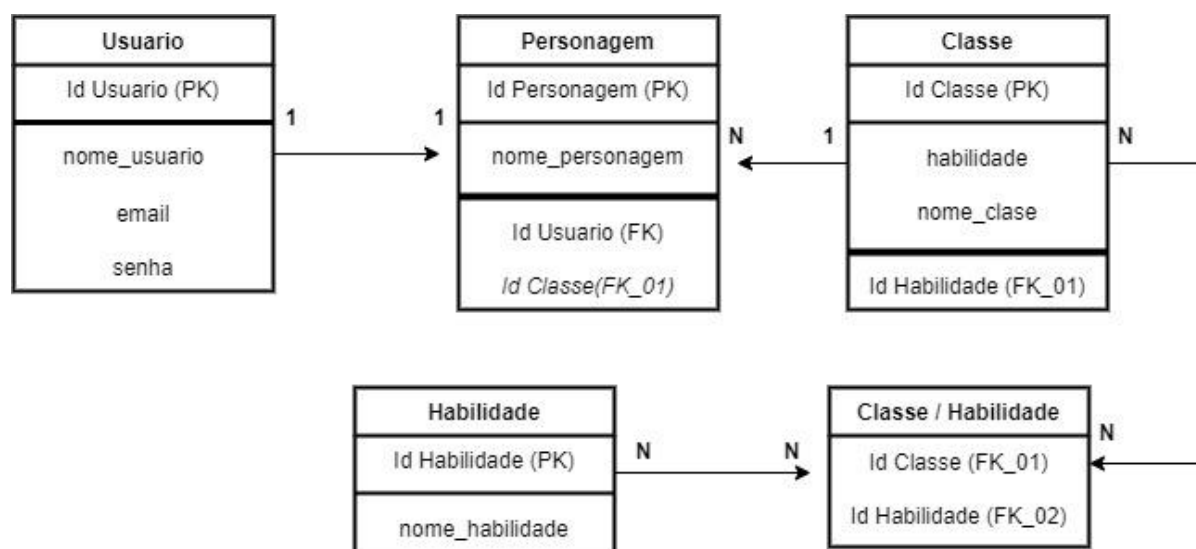 Usuario
Id Usuario (PK)
nome_usuario
email
senha
1
1
Personagem
Id Personagem (PK)
nome_personagem
Id Usuario (FK)
Id Classe(FK_01)
N
1
Classe
Id Classe (PK)
habilidade
nome_clase
Id Habilidade (FK_01)
N
Habilidade
Id Habilidade (PK)
nome_habilidade
N
N
Classe / Habilidade
Id Classe (FK_01)
Id Habilidade (FK_02)
N